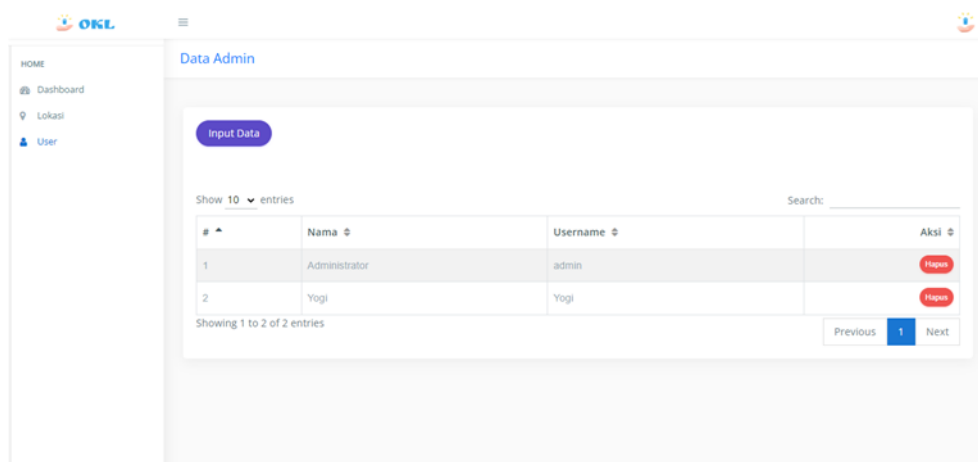 OKL
HOME
Dashboard
Lokasi
User
Data Admin
Input Data
Show 10 entries
Search:
# Nama Username Aksi
1 Administrator admin Hapus
2 Yogi Yogi Hapus
Showing 1 to 2 of 2 entries
Previous 1 Next